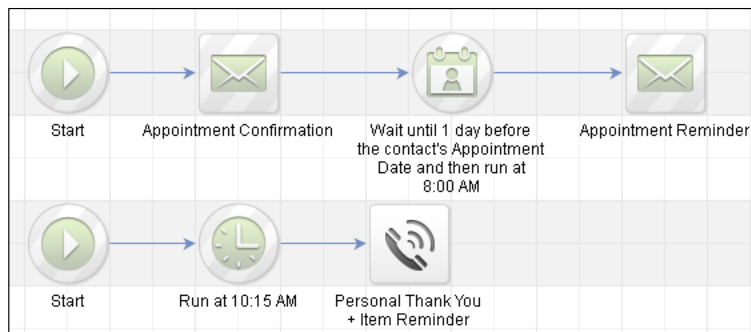 Start
Appointment Confirmation
Wait until 1 day before
the contact's Appointment
Date and then run at
8:00 AM
Appointment Reminder
Start
Run at 10:15 AM
Personal Thank You
+ Item Reminder